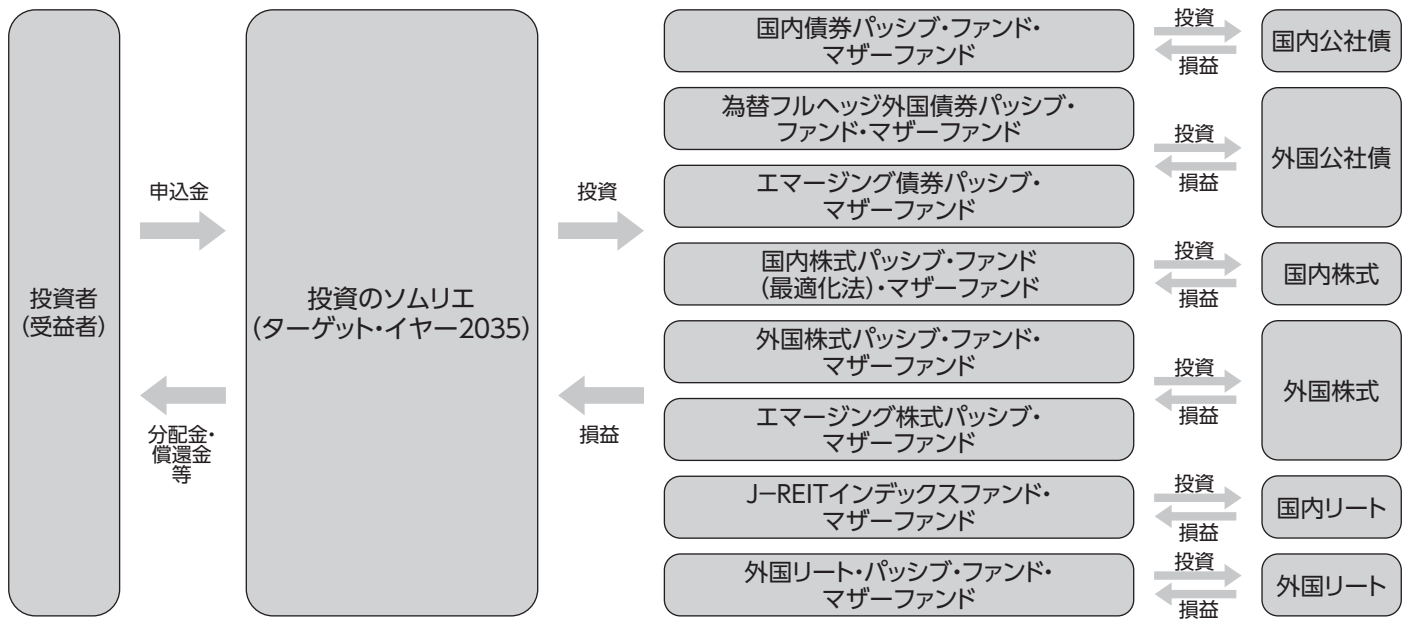 投資者
(受益者)
申込金
分配金・
償還金
等
投資のソムリエ
(ターゲット・イヤー2035)
投資
損益
国内債券パッシブ・ファンド・
マザーファンド
投資
損益
国内公社債
為替フルヘッジ外国債券パッシブ・
ファンド・マザーファンド
エマージング債券パッシブ・
マザーファンド
投資
損益
外国公社債
国内株式パッシブ・ファンド
(最適化法)・マザーファンド
投資
損益
国内株式
外国株式パッシブ・ファンド・
マザーファンド
エマージング株式パッシブ・
マザーファンド
投資
損益
外国株式
J−REITインデックスファンド・
マザーファンド
投資
損益
国内リート
外国リート・パッシブ・ファンド・
マザーファンド
投資
損益
外国リート